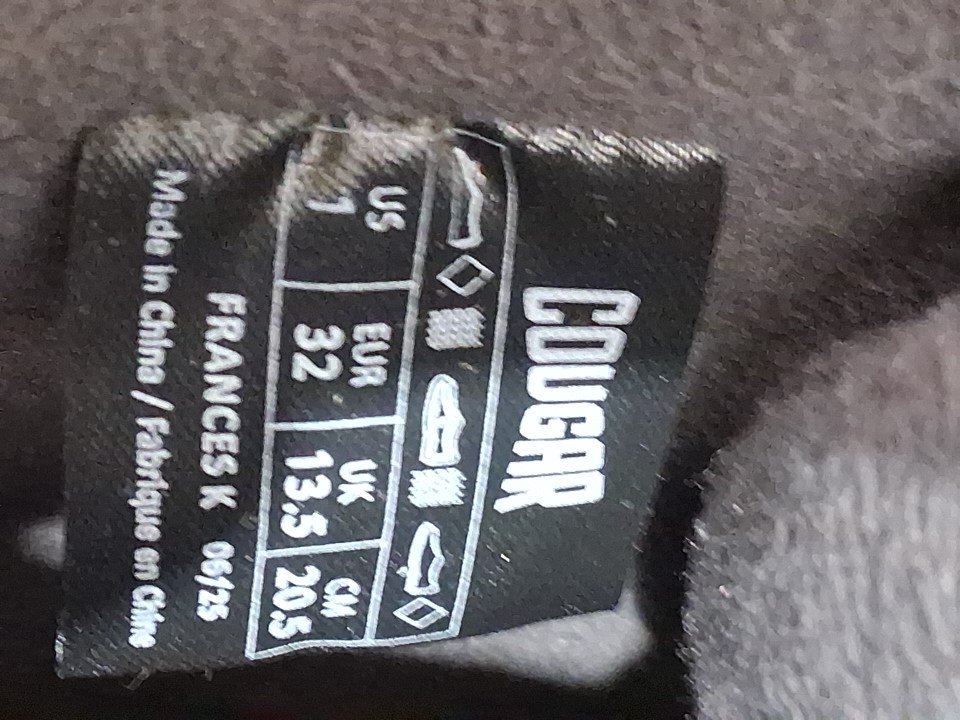 COUGAR
US EUR UK CM
1 32 13.5 20.5
FRANCES K 06/25
Made in China / Fabriqué en Chine